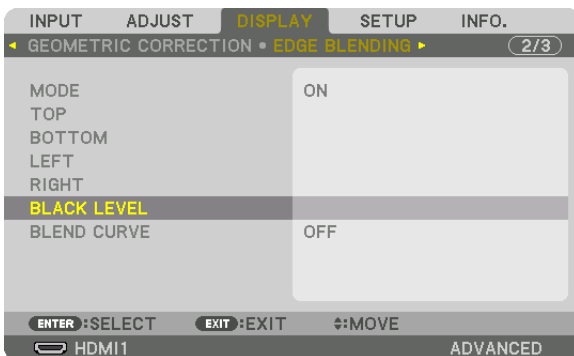 INPUT ADJUST DISPLAY SETUP INFO.
GEOMETRIC CORRECTION • EDGE BLENDING 2/3
MODE ON
TOP
BOTTOM
LEFT
RIGHT
BLACK LEVEL
BLEND CURVE OFF
ENTER :SELECT EXIT :EXIT :MOVE
HDMI1 ADVANCED